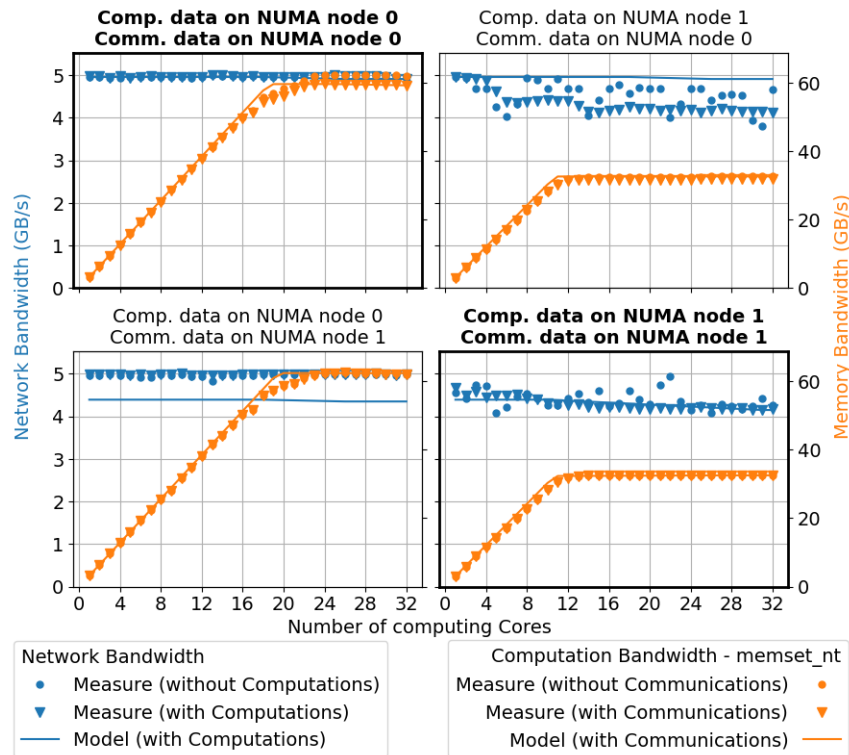 Comp. data on NUMA node 0
Comm. data on NUMA node 0
Comp. data on NUMA node 1
Comm. data on NUMA node 0
5
4
3
2
1
0
60
40
20
0
Comp. data on NUMA node 0
Comm. data on NUMA node 1
Comp. data on NUMA node 1
Comm. data on NUMA node 1
5
4
3
2
1
0
60
40
20
0
0 4 8 12 16 20 24 28 32
0 4 8 12 16 20 24 28 32
Network Bandwidth (GB/s)
Memory Bandwidth (GB/s)
Number of computing Cores
Network Bandwidth
Measure (without Computations)
Measure (with Computations)
Model (with Computations)
Computation Bandwidth - memset_nt
Measure (without Communications)
Measure (with Communications)
Model (with Communications)